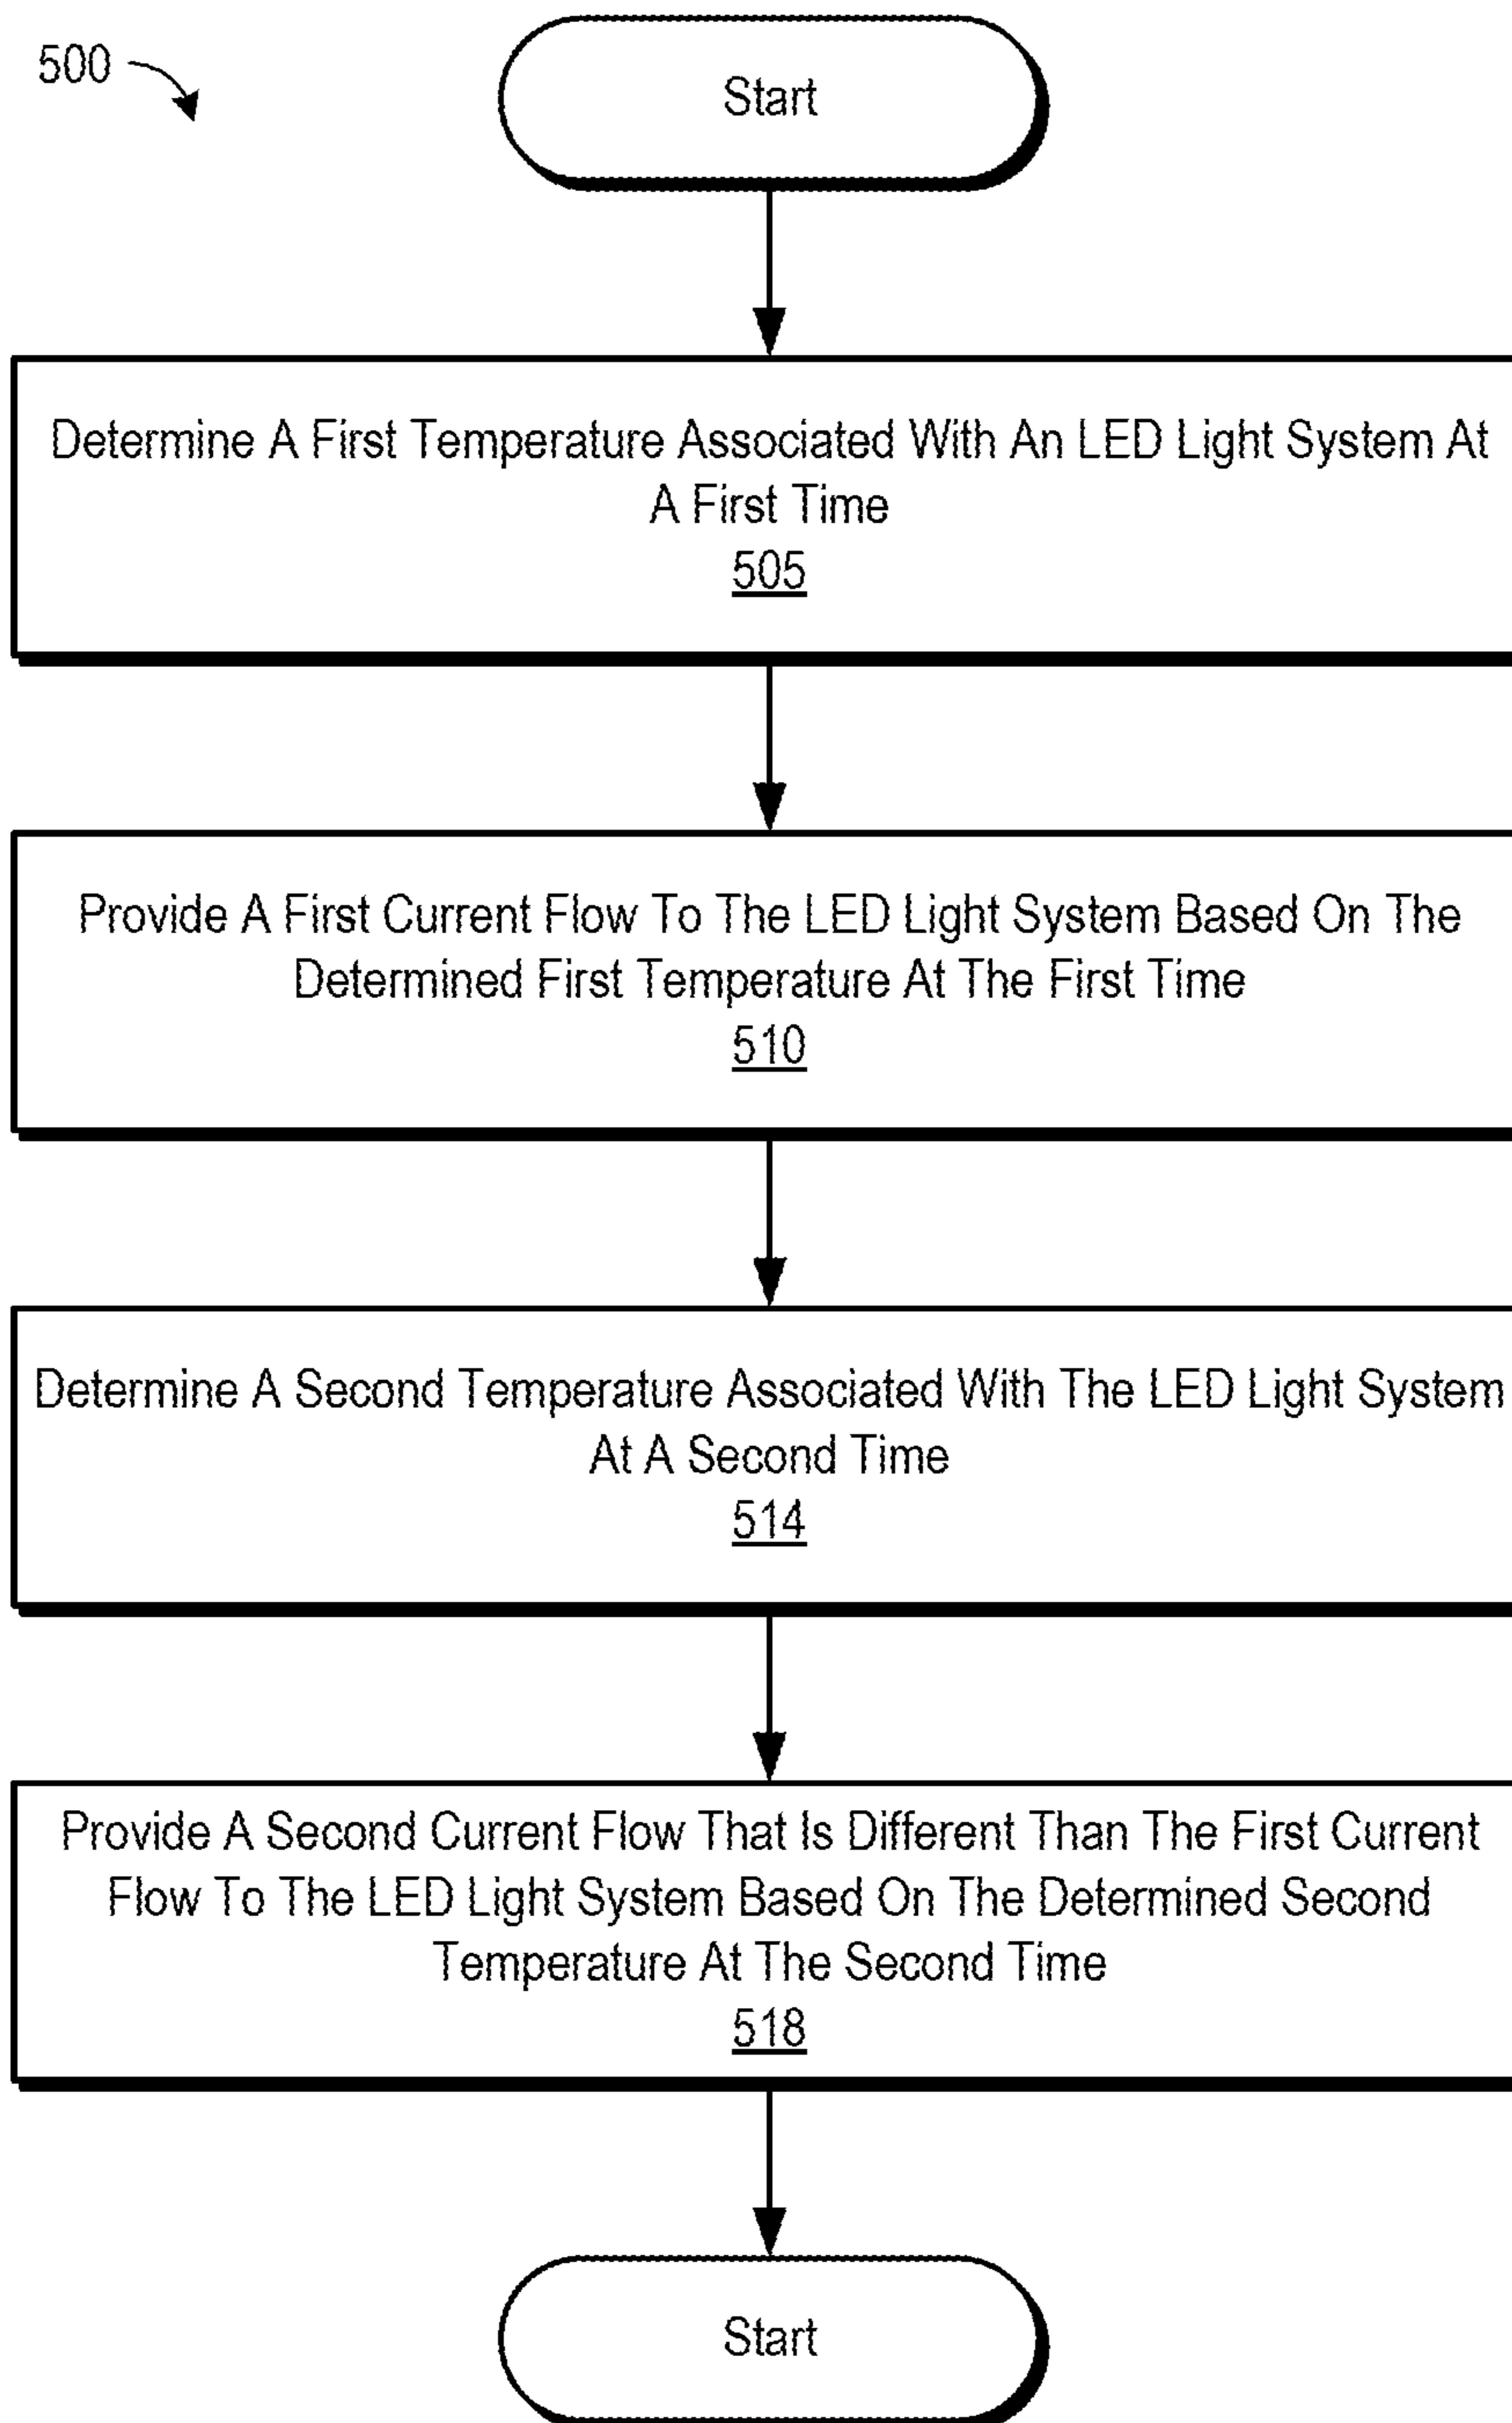 500
Start
Determine A First Temperature Associated With An LED Light System At
A First Time
505
Provide A First Current Flow To The LED Light System Based On The
Determined First Temperature At The First Time
510
Determine A Second Temperature Associated With The LED Light System
At A Second Time
514
Provide A Second Current Flow That Is Different Than The First Current
Flow To The LED Light System Based On The Determined Second
Temperature At The Second Time
518
Start